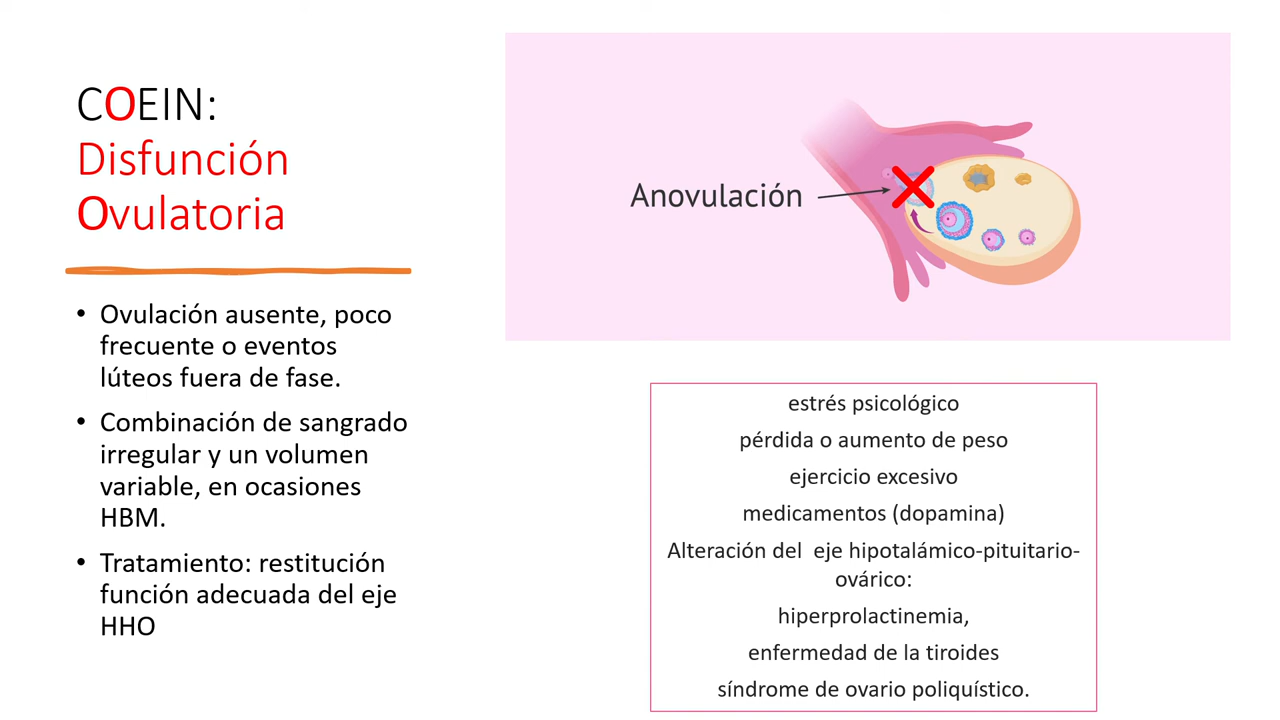 COEIN:
Disfunción
Ovulatoria
• Ovulación ausente, poco
frecuente o eventos
lúteos fuera de fase.
• Combinación de sangrado
irregular y un volumen
variable, en ocasiones
HBM.
• Tratamiento: restitución
función adecuada del eje
HHO
Anovulación
estrés psicológico
pérdida o aumento de peso
ejercicio excesivo
medicamentos (dopamina)
Alteración del eje hipotalámico-pituitario-
ovárico:
hiperprolactinemia,
enfermedad de la tiroides
síndrome de ovario poliquístico.